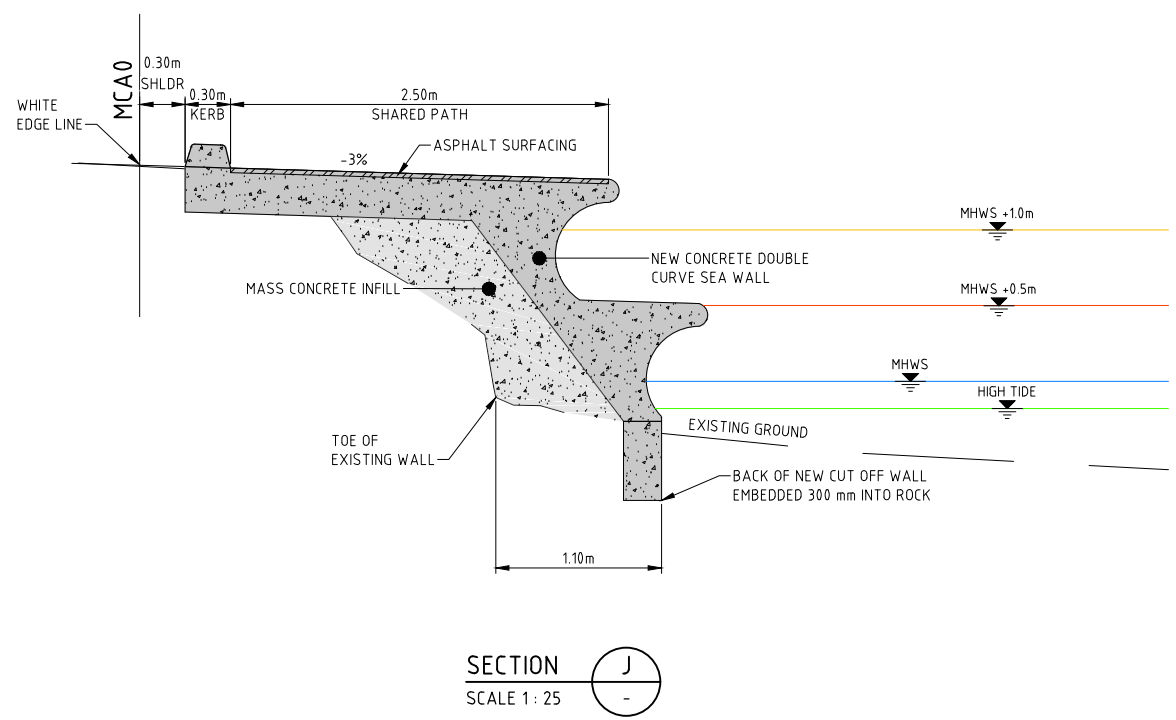 MCA0
0.30m
SHLDR
0.30m
KERB
2.50m
SHARED PATH
WHITE
EDGE LINE
-3%
ASPHALT SURFACING
MHWS +1.0m
NEW CONCRETE DOUBLE
CURVE SEA WALL
MASS CONCRETE INFILL
MHWS +0.5m
MHWS
HIGH TIDE
EXISTING GROUND
TOE OF
EXISTING WALL
BACK OF NEW CUT OFF WALL
EMBEDDED 300 mm INTO ROCK
1.10m
SECTION
J
SCALE 1 : 25
-